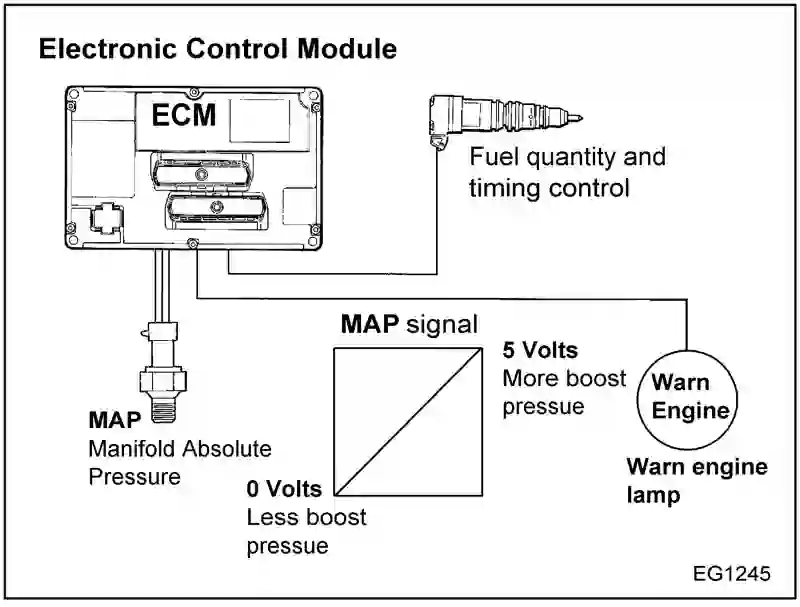 Electronic Control Module
ECM
Fuel quantity and
timing control
MAP signal
5 Volts
More boost
pressue
Warn
Engine
MAP
Manifold Absolute
Pressure
Warn engine
lamp
0 Volts
Less boost
pressue
EG1245